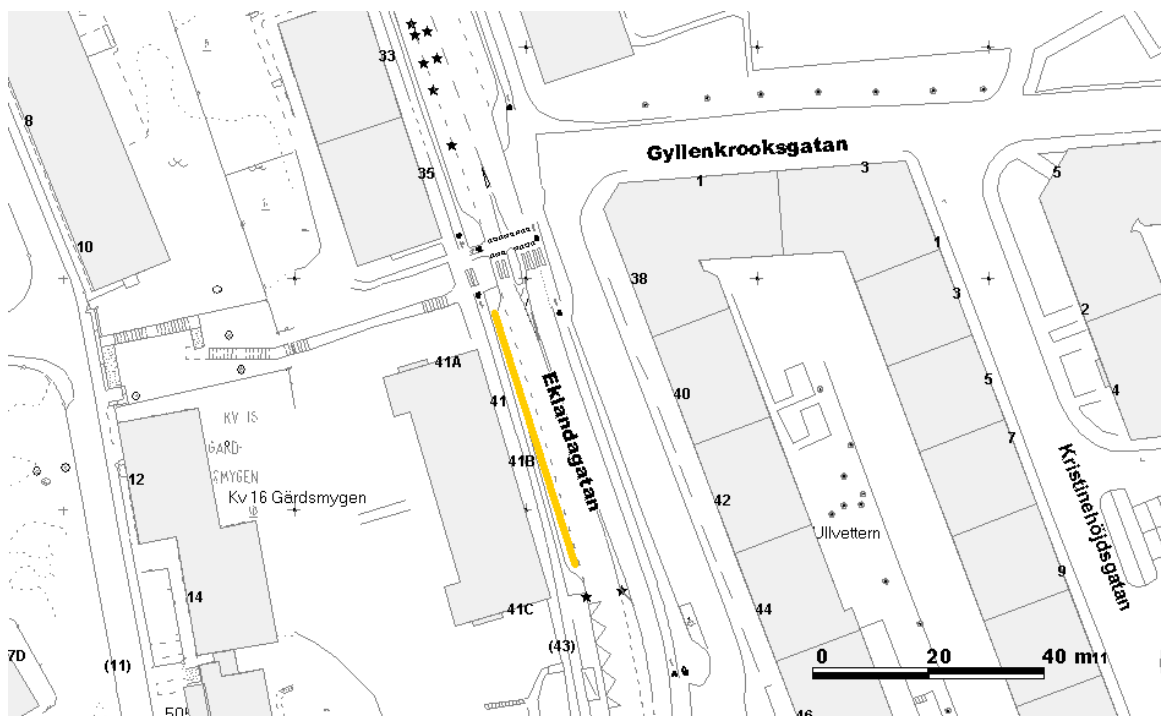 33
8
Gyllenkrooksgatan
35
1
3
5
10
38
1
3
2
41A
41
40
5
4
Eklandagatan
KV 15
GÄRD-
SMYGEN
41B
7
12
Kv 16 Gärdsmygen
42
Ullvettern
Kristinehöjdsgatan
9
14
41C
44
(43)
7D
(11)
0 20 40 m
11
46